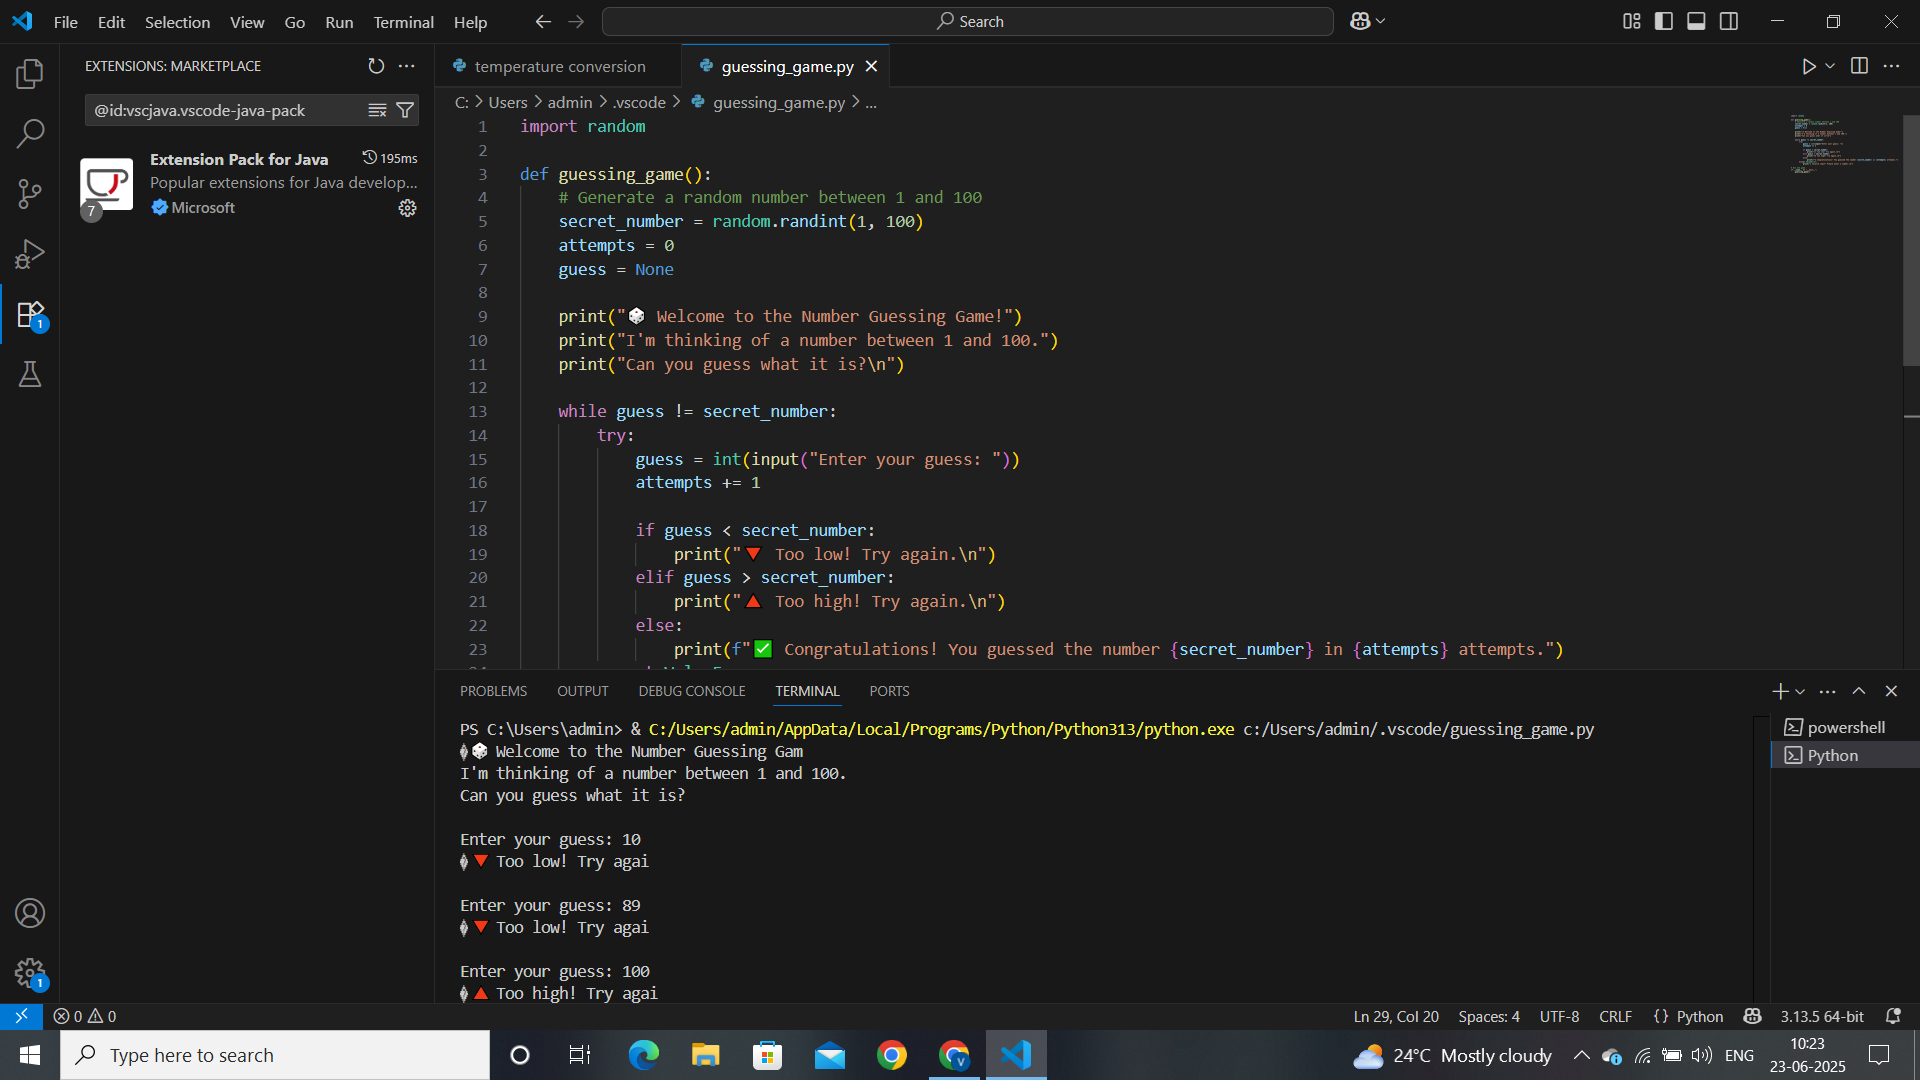 File Edit Selection View Go Run Terminal Help
Search
EXTENSIONS: MARKETPLACE
@id:vscjava.vscode-java-pack
Extension Pack for Java 195ms
Popular extensions for Java develop...
Microsoft
7
1
1
temperature conversion
guessing_game.py
C: > Users > admin > .vscode > guessing_game.py > ...
1 import random
2
3 def guessing_game():
4 # Generate a random number between 1 and 100
5 secret_number = random.randint(1, 100)
6 attempts = 0
7 guess = None
8
9 print("🎲 Welcome to the Number Guessing Game!")
10 print("I'm thinking of a number between 1 and 100.")
11 print("Can you guess what it is?\n")
12
13 while guess != secret_number:
14 try:
15 guess = int(input("Enter your guess: "))
16 attempts += 1
17
18 if guess < secret_number:
19 print("🔻 Too low! Try again.\n")
20 elif guess > secret_number:
21 print("🔺 Too high! Try again.\n")
22 else:
23 print(f"✅ Congratulations! You guessed the number {secret_number} in {attempts} attempts.")
PROBLEMS OUTPUT DEBUG CONSOLE TERMINAL PORTS
PS C:\Users\admin> & C:/Users/admin/AppData/Local/Programs/Python/Python313/python.exe c:/Users/admin/.vscode/guessing_game.py
🎲 Welcome to the Number Guessing Gam
I'm thinking of a number between 1 and 100.
Can you guess what it is?
Enter your guess: 10
🔻 Too low! Try agai
Enter your guess: 89
🔻 Too low! Try agai
Enter your guess: 100
🔺 Too high! Try agai
powershell
Python
0 0
Ln 29, Col 20 Spaces: 4 UTF-8 CRLF {} Python 3.13.5 64-bit
Type here to search
24°C Mostly cloudy
ENG
10:23
23-06-2025